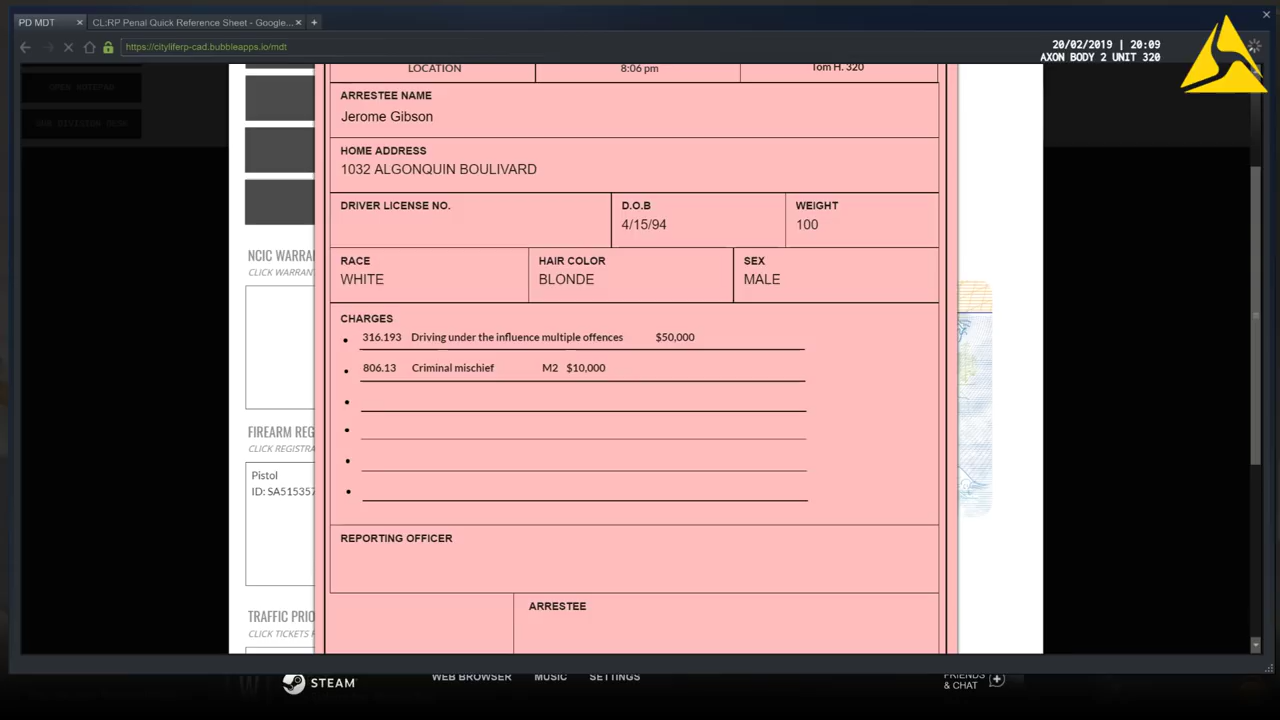 PD MDT
CL:RP Penal Quick Reference Sheet - Google...
https://cityliferp-cad.bubbleapps.io/mdt
20/02/2019 | 20:09
AXON BODY 2 UNIT 320
OPEN NOTEPAD
SUB DIVISION DESK
LOCATION
8:06 pm
Tom H. 320
ARRESTEE NAME
Jerome Gibson
HOME ADDRESS
1032 ALGONQUIN BOULIVARD
DRIVER LICENSE NO.
D.O.B
4/15/94
WEIGHT
100
RACE
WHITE
HAIR COLOR
BLONDE
SEX
MALE
NCIC WARRA
CLICK WARRAN
CHARGES
316.193 Driving under the influence multiple offences $50,000
806.13 Criminal mischief M2 $10,000
FIREARM REG
CLICK REGISTRA
Pistol
ID: SA515357
REPORTING OFFICER
ARRESTEE
TRAFFIC PRIO
CLICK TICKETS F
STEAM
WEB BROWSER
MUSIC
SETTINGS
FRIENDS
& CHAT